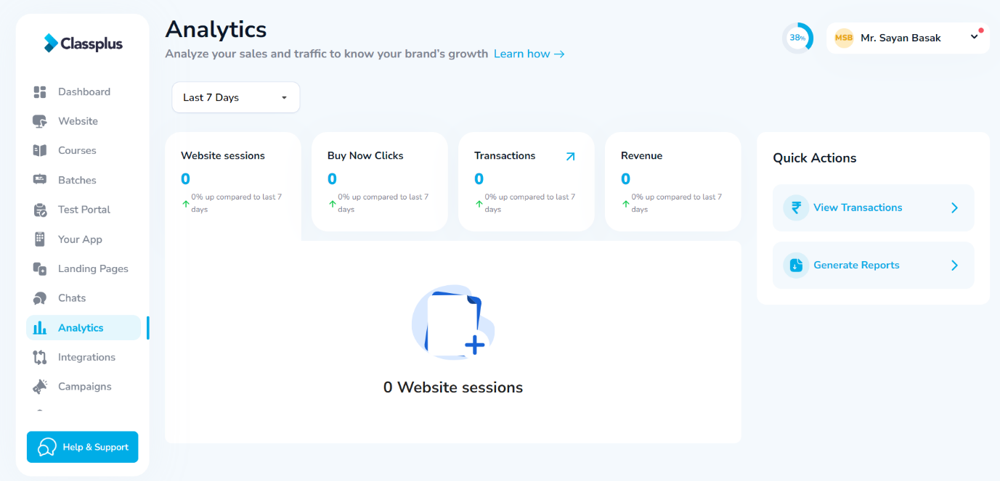 Classplus
Dashboard
Website
Courses
Batches
Test Portal
Your App
Landing Pages
Chats
Analytics
Integrations
Campaigns
Help & Support
Analytics
Analyze your sales and traffic to know your brand's growth Learn how →
38%
MSB Mr. Sayan Basak
Last 7 Days
Website sessions
0
0% up compared to last 7
days
Buy Now Clicks
0
0% up compared to last 7
days
Transactions
0
0% up compared to last 7
days
Revenue
0
0% up compared to last 7
days
0 Website sessions
Quick Actions
₹ View Transactions
Generate Reports